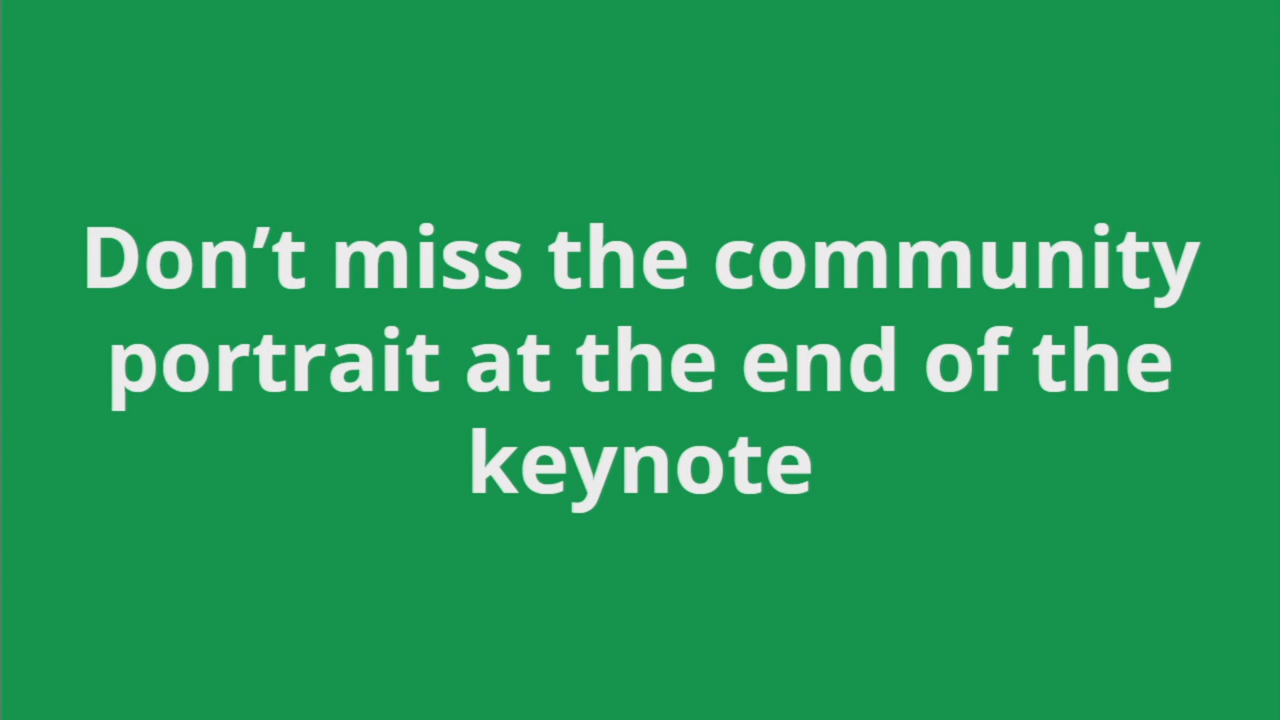 Don’t miss the community
portrait at the end of the
keynote